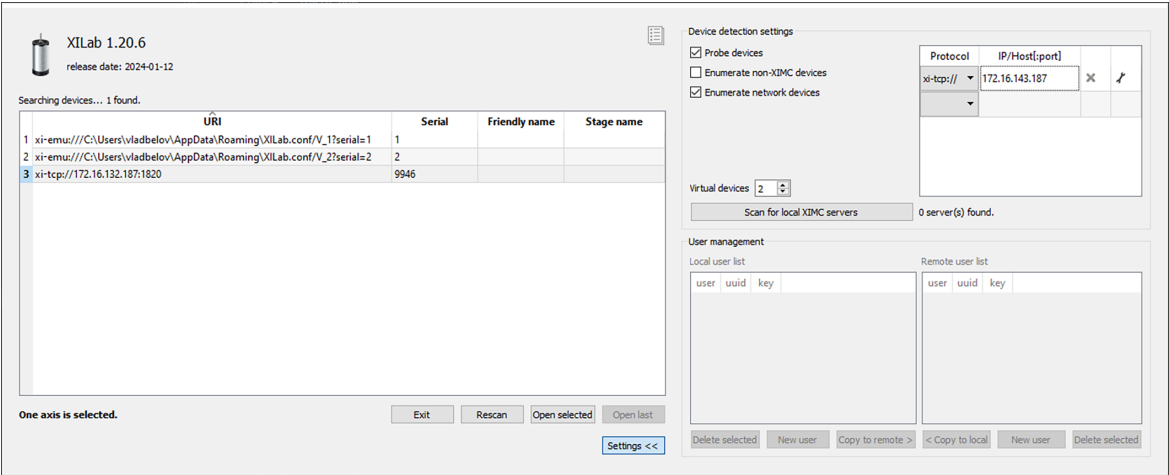 XILab 1.20.6
release date: 2024-01-12
Searching devices... 1 found.
URI Serial Friendly name Stage name
1 xi-emu:///C:\Users\vladbelov\AppData\Roaming\XILab.conf/V_1?serial=1 1
2 xi-emu:///C:\Users\vladbelov\AppData\Roaming\XILab.conf/V_2?serial=2 2
3 xi-tcp://172.16.132.187:1820 9946
One axis is selected.
Exit Rescan Open selected Open last
Settings <<
Device detection settings
Probe devices
Enumerate non-XIMC devices
Enumerate network devices
Protocol IP/Host[:port]
xi-tcp:// 172.16.143.187
Virtual devices 2
Scan for local XIMC servers 0 server(s) found.
User management
Local user list Remote user list
user uuid key user uuid key
Delete selected New user Copy to remote > < Copy to local New user Delete selected